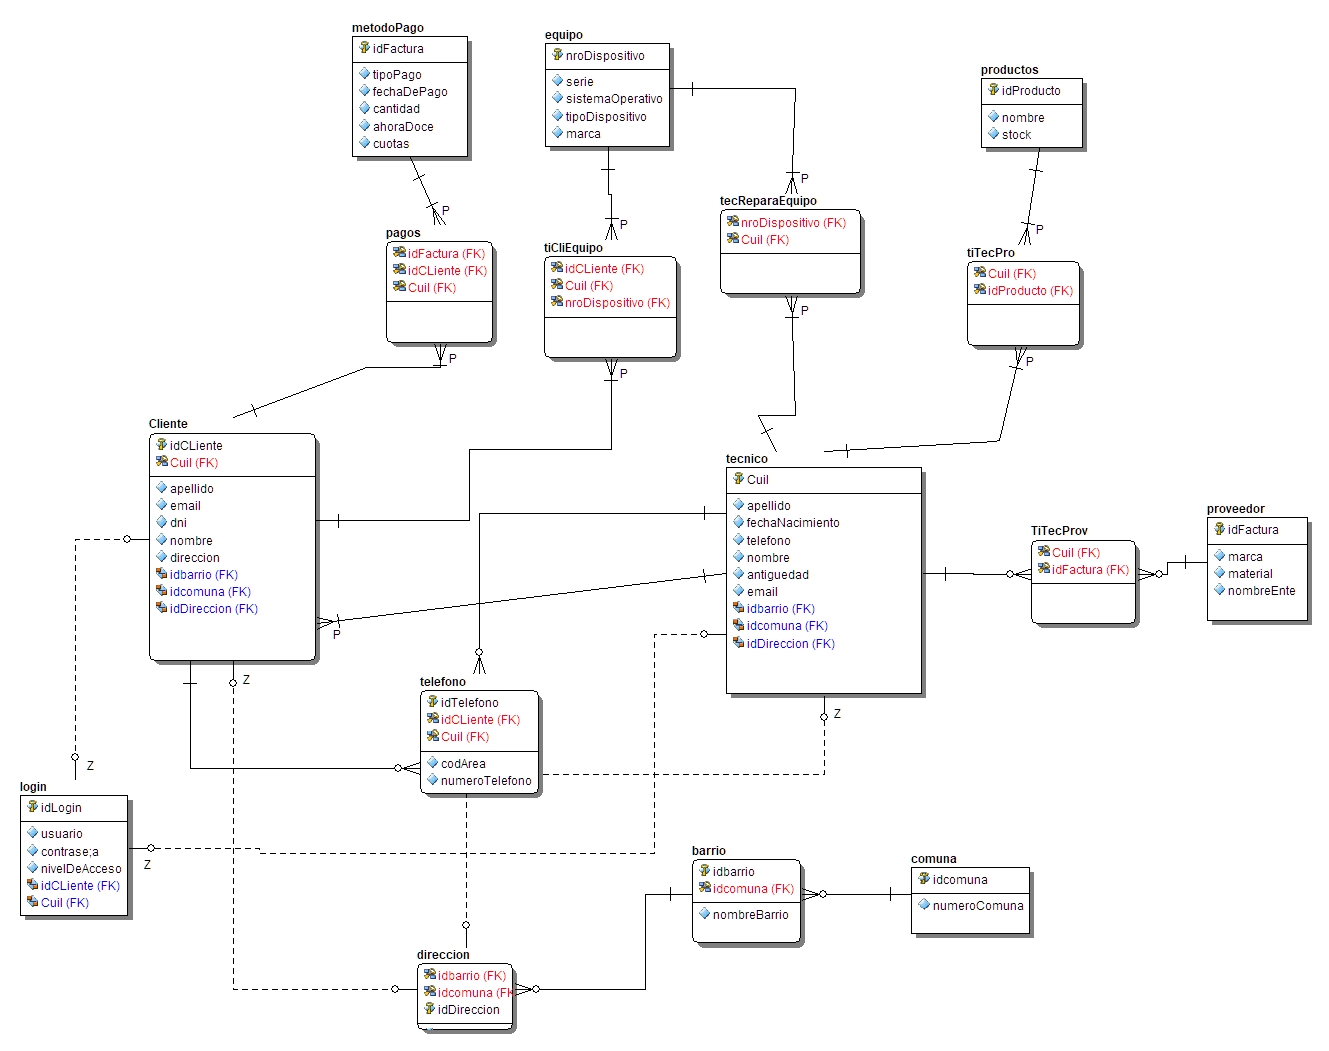 metodoPago
idFactura
tipoPago
fechaDePago
cantidad
ahoraDoce
cuotas
P
equipo
nroDispositivo
serie
sistemaOperativo
tipoDispositivo
marca
P
P
productos
idProducto
nombre
stock
P
pagos
idFactura (FK)
idCLiente (FK)
Cuil (FK)
P
tiCliEquipo
idCLiente (FK)
Cuil (FK)
nroDispositivo (FK)
P
tecReparaEquipo
nroDispositivo (FK)
Cuil (FK)
P
tiTecPro
Cuil (FK)
idProducto (FK)
P
Cliente
idCLiente
Cuil (FK)
apellido
email
dni
nombre
direccion
idbarrio (FK)
idcomuna (FK)
idDireccion (FK)
P
Z
tecnico
Cuil
apellido
fechaNacimiento
telefono
nombre
antiguedad
email
idbarrio (FK)
idcomuna (FK)
idDireccion (FK)
Z
TiTecProv
Cuil (FK)
idFactura (FK)
proveedor
idFactura
marca
material
nombreEnte
telefono
idTelefono
idCLiente (FK)
Cuil (FK)
codArea
numeroTelefono
Z
login
idLogin
usuario
contrase;a
nivelDeAcceso
idCLiente (FK)
Cuil (FK)
Z
barrio
idbarrio
idcomuna (FK)
nombreBarrio
comuna
idcomuna
numeroComuna
direccion
idbarrio (FK)
idcomuna (FK
idDireccion